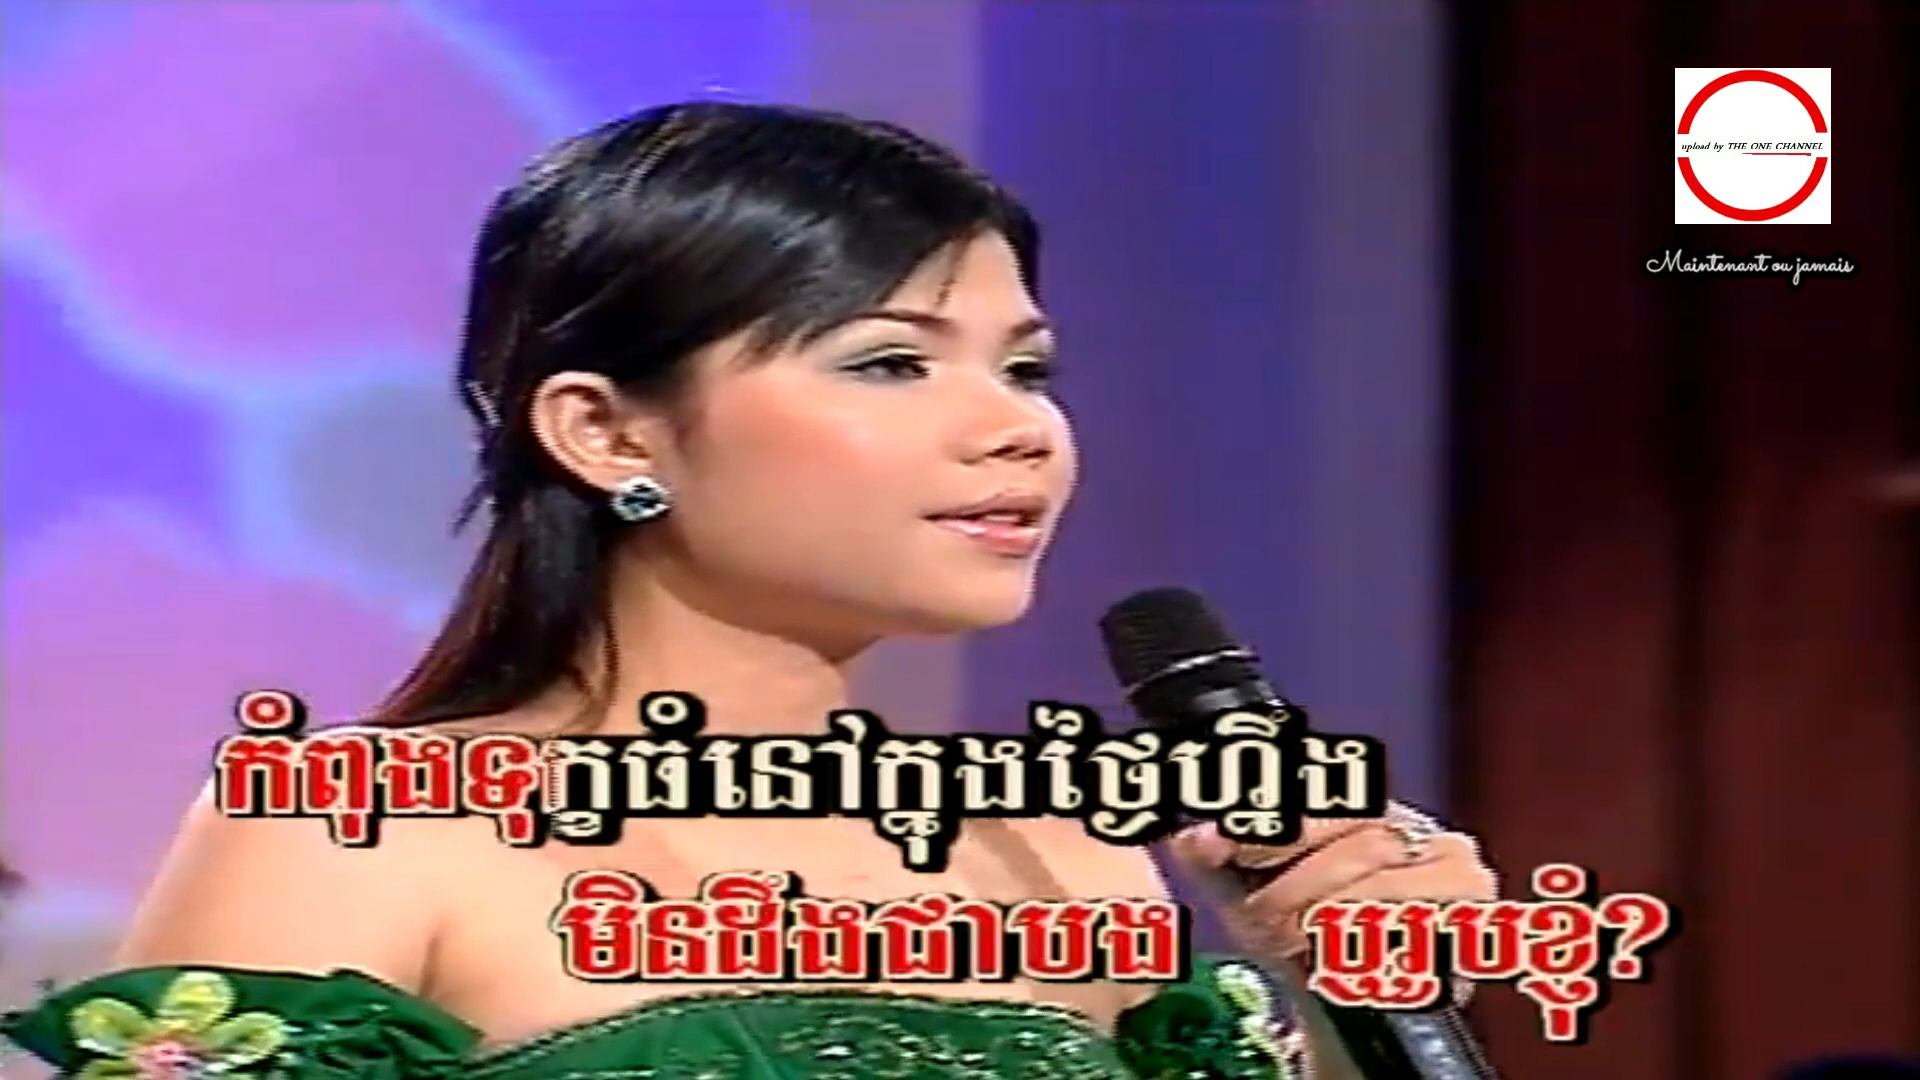 upload by THE ONE CHANNEL
Maintenant ou jamais
កំពុងទុក្ខធំនៅក្នុងថ្ងៃហ្នឹង
មិនដឹងជាបង ប្ឬូបខ្ញុំ?